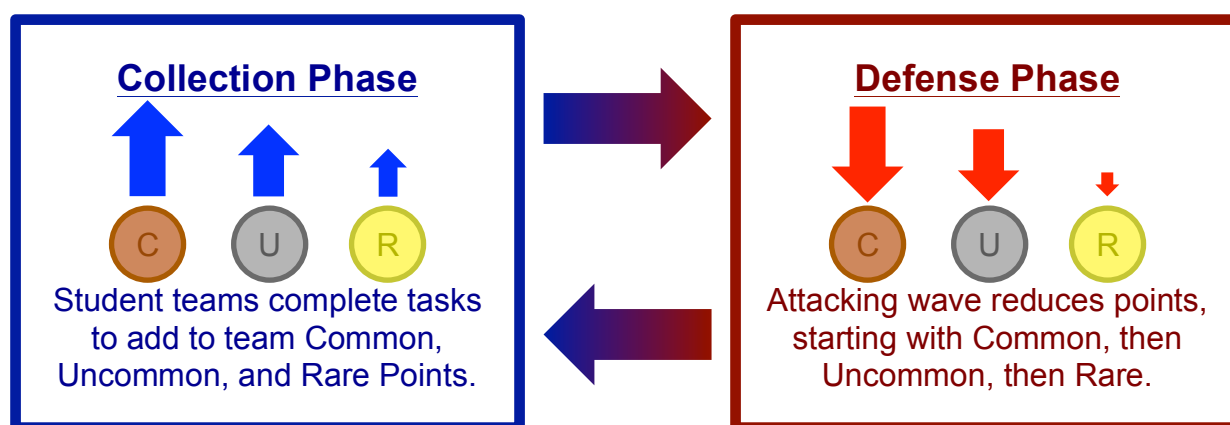 Collection Phase
C U R
Student teams complete tasks
to add to team Common,
Uncommon, and Rare Points.
Defense Phase
C U R
Attacking wave reduces points,
starting with Common, then
Uncommon, then Rare.